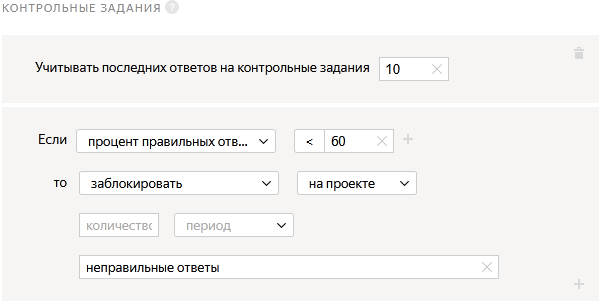 КОНТРОЛЬНЫЕ ЗАДАНИЯ ?
Учитывать последних ответов на контрольные задания 10
Если процент правильных отв... < 60
то заблокировать на проекте
количество период
неправильные ответы